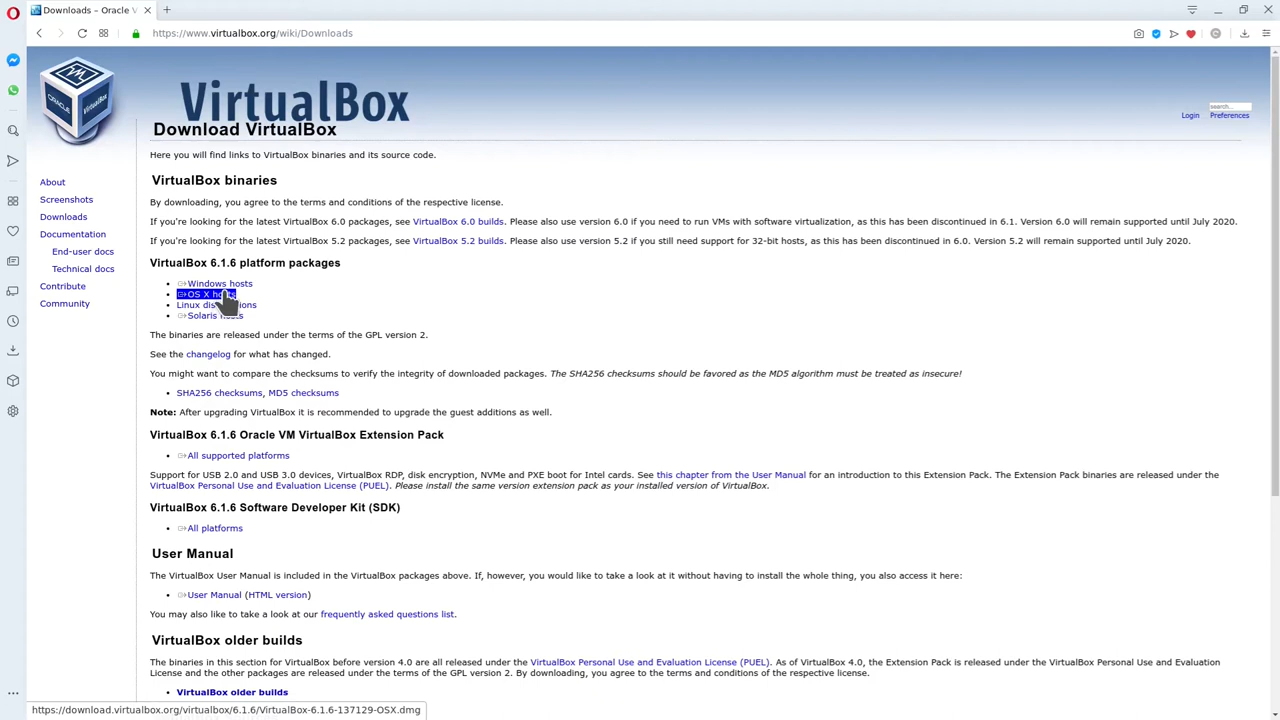 Downloads – Oracle V
https://www.virtualbox.org/wiki/Downloads
VirtualBox
ORACLE
VM
VirtualBox
search...
Login
Preferences
Download VirtualBox
Here you will find links to VirtualBox binaries and its source code.
About
Screenshots
Downloads
Documentation
End-user docs
Technical docs
Contribute
Community
VirtualBox binaries
By downloading, you agree to the terms and conditions of the respective license.
If you're looking for the latest VirtualBox 6.0 packages, see VirtualBox 6.0 builds. Please also use version 6.0 if you need to run VMs with software virtualization, as this has been discontinued in 6.1. Version 6.0 will remain supported until July 2020.
If you're looking for the latest VirtualBox 5.2 packages, see VirtualBox 5.2 builds. Please also use version 5.2 if you still need support for 32-bit hosts, as this has been discontinued in 6.0. Version 5.2 will remain supported until July 2020.
VirtualBox 6.1.6 platform packages
Windows hosts
OS X hosts
Linux distributions
Solaris hosts
The binaries are released under the terms of the GPL version 2.
See the changelog for what has changed.
You might want to compare the checksums to verify the integrity of downloaded packages. The SHA256 checksums should be favored as the MD5 algorithm must be treated as insecure!
SHA256 checksums, MD5 checksums
Note: After upgrading VirtualBox it is recommended to upgrade the guest additions as well.
VirtualBox 6.1.6 Oracle VM VirtualBox Extension Pack
All supported platforms
Support for USB 2.0 and USB 3.0 devices, VirtualBox RDP, disk encryption, NVMe and PXE boot for Intel cards. See this chapter from the User Manual for an introduction to this Extension Pack. The Extension Pack binaries are released under the
VirtualBox Personal Use and Evaluation License (PUEL). Please install the same version extension pack as your installed version of VirtualBox.
VirtualBox 6.1.6 Software Developer Kit (SDK)
All platforms
User Manual
The VirtualBox User Manual is included in the VirtualBox packages above. If, however, you would like to take a look at it without having to install the whole thing, you also access it here:
User Manual (HTML version)
You may also like to take a look at our frequently asked questions list.
VirtualBox older builds
The binaries in this section for VirtualBox before version 4.0 are all released under the VirtualBox Personal Use and Evaluation License (PUEL). As of VirtualBox 4.0, the Extension Pack is released under the VirtualBox Personal Use and Evaluation
License and the other packages are released under the terms of the GPL version 2. By downloading, you agree to the terms and conditions of the respective license.
VirtualBox older builds
https://download.virtualbox.org/virtualbox/6.1.6/VirtualBox-6.1.6-137129-OSX.dmg